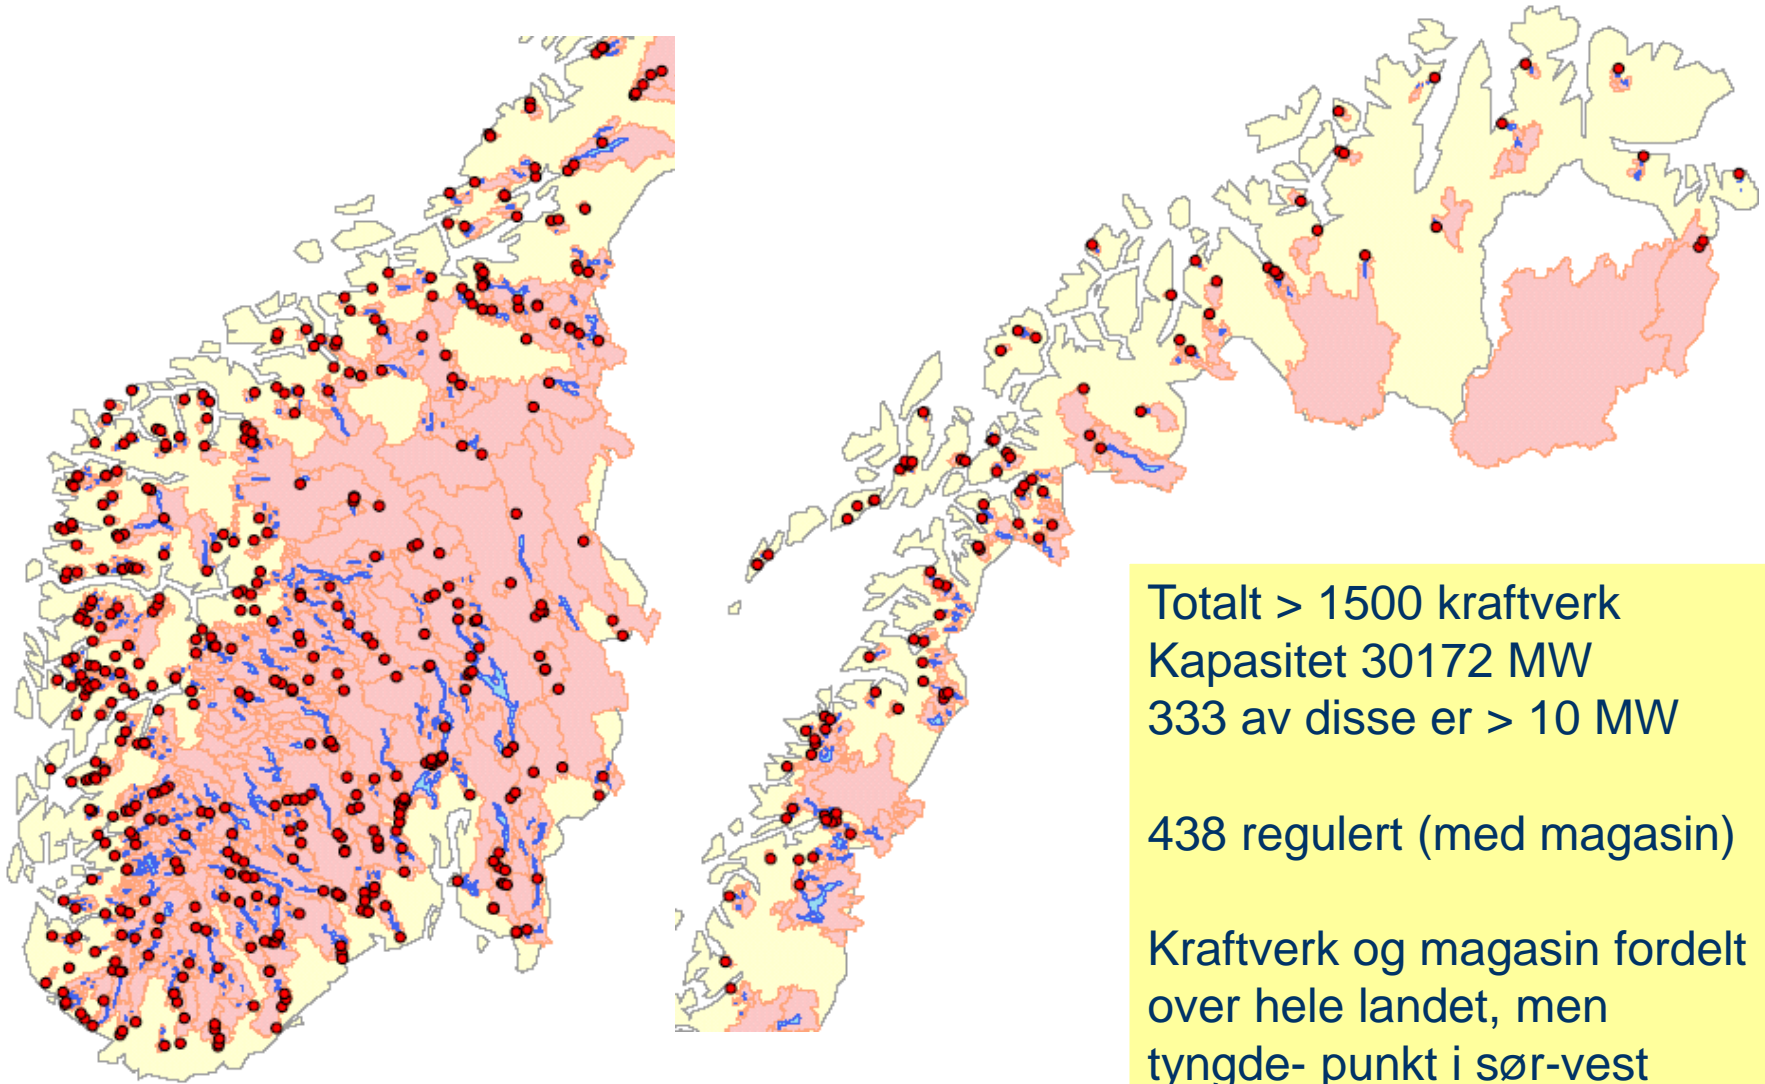 Totalt > 1500 kraftverk
Kapasitet 30172 MW
333 av disse er > 10 MW
438 regulert (med magasin)
Kraftverk og magasin fordelt
over hele landet, men
tyngde- punkt i sør-vest